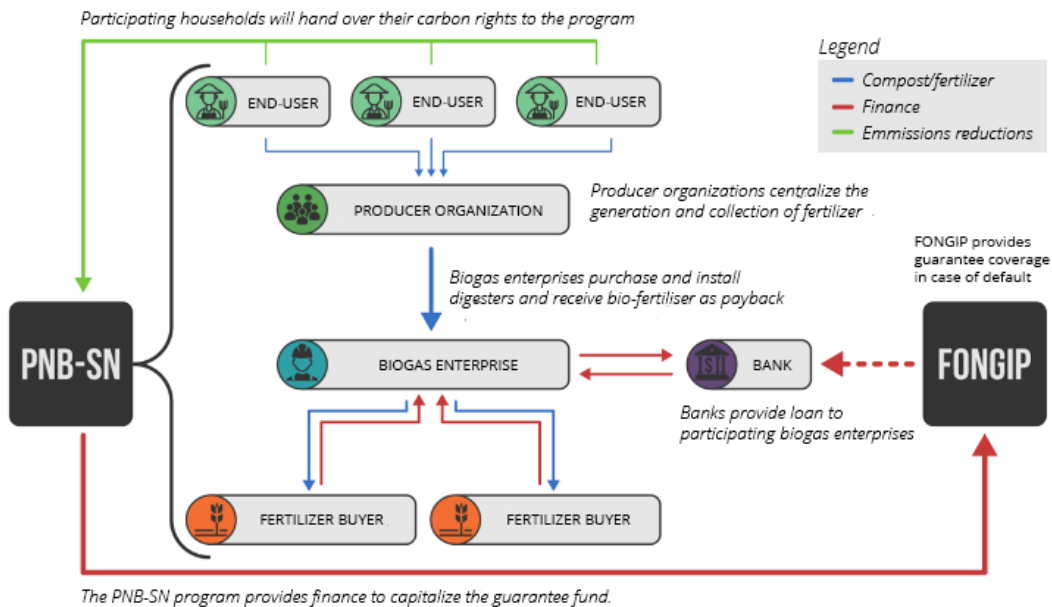 Participating households will hand over their carbon rights to the program
Legend
Compost/fertilizer
Finance
Emmissions reductions
END-USER
END-USER
END-USER
PRODUCER ORGANIZATION
Producer organizations centralize the
generation and collection of fertilizer .
FONGIP provides
guarantee coverage
in case of default
Biogas enterprises purchase and install
digesters and receive bio-fertiliser as payback
PNB-SN
BIOGAS ENTERPRISE
BANK
FONGIP
Banks provide loan to
participating biogas enterprises
FERTILIZER BUYER
FERTILIZER BUYER
The PNB-SN program provides finance to capitalize the guarantee fund.